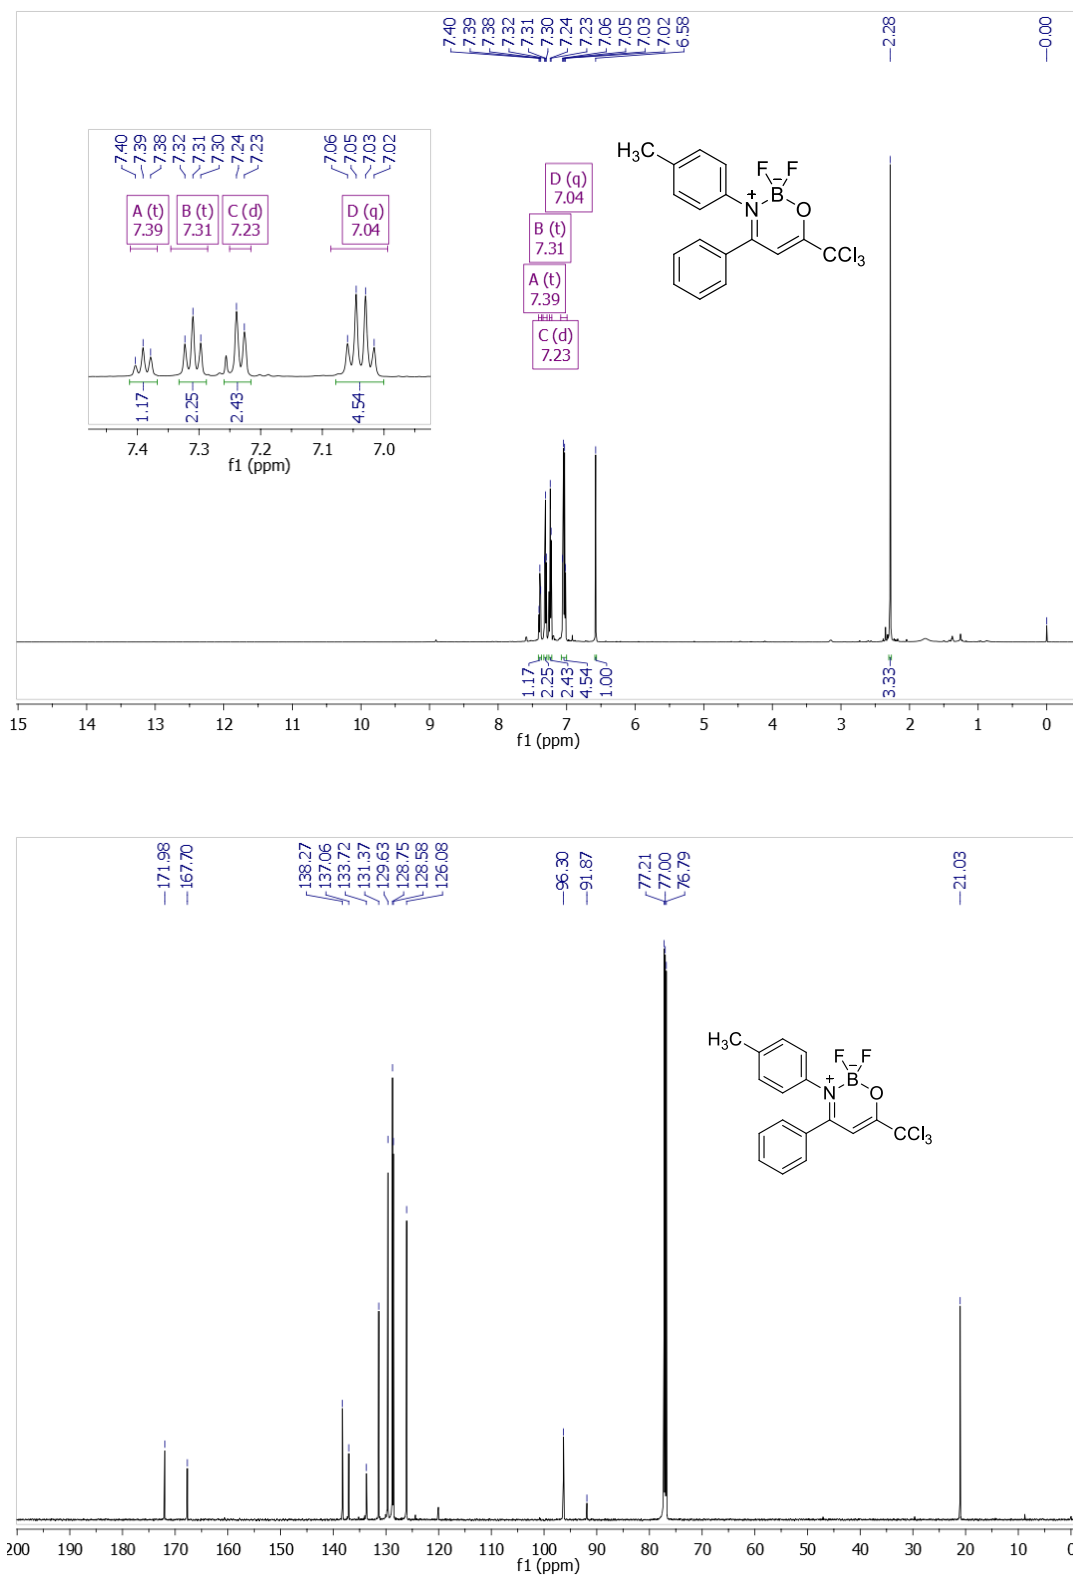 7.40
7.39
7.38
7.32
7.31
7.30
7.24
7.23
7.06
7.05
7.03
7.02
6.58
2.28
0.00
7.40
7.39
7.38
7.32
7.31
7.30
7.24
7.23
7.06
7.05
7.03
7.02
A (t)
7.39
B (t)
7.31
C (d)
7.23
D (q)
7.04
1.17
2.25
2.43
4.54
7.4 7.3 7.2 7.1 7.0
f1 (ppm)
D (q)
7.04
B (t)
7.31
A (t)
7.39
C (d)
7.23
H3C
F F
N+ B− O
CCl3
1.17
2.25
2.43
4.54
1.00
3.33
15 14 13 12 11 10 9 8 7 6 5 4 3 2 1 0
f1 (ppm)
171.98
167.70
138.27
137.06
133.72
131.37
129.63
128.75
128.58
126.08
96.30
91.87
77.21
77.00
76.79
21.03
H3C
F F
N+ B− O
CCl3
200 190 180 170 160 150 140 130 120 110 100 90 80 70 60 50 40 30 20 10 0
f1 (ppm)